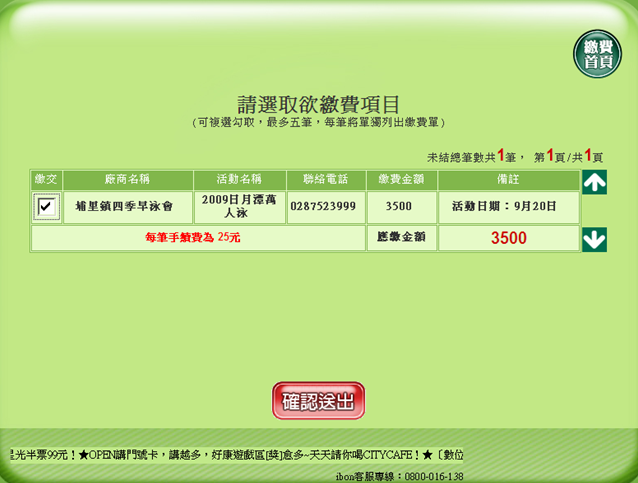 繳費
首頁
請選取欲繳費項目
(可複選勾取，最多五筆，每筆將單獨列出繳費單)
未結總筆數共1筆， 第1頁/共1頁
繳交 廠商名稱 活動名稱 聯絡電話 繳費金額 備註
埔里鎮四季早泳會 2009日月潭萬人泳 0287523999 3500 活動日期：9月20日
每筆手續費為 25元 應繳金額 3500
確認送出
星光半票99元！★OPEN講門號卡，講越多，好康遊戲區[獎]愈多~天天請你喝CITYCAFE！★〔數位
ibon客服專線：0800-016-138